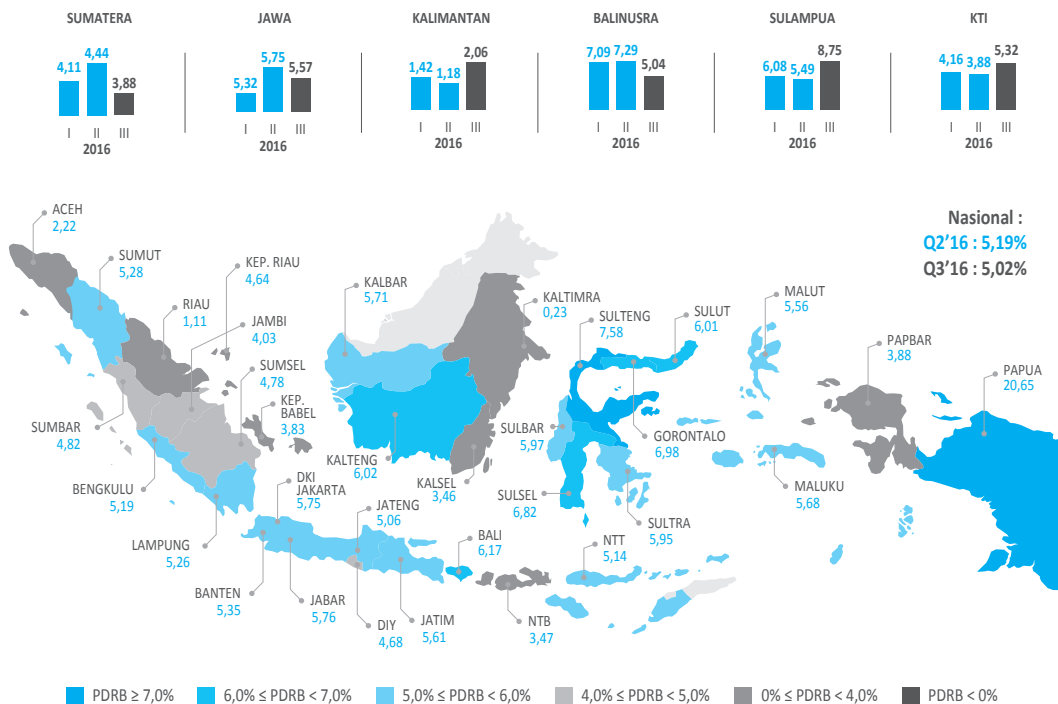 SUMATERA
JAWA
KALIMANTAN
BALINUSRA
SULAMPUA
KTI
4,11
4,44
3,88
I
II
III
2016
5,32
5,75
5,57
I
II
III
2016
1,42
1,18
2,06
I
II
III
2016
7,09
7,29
5,04
I
II
III
2016
6,08
5,49
8,75
I
II
III
2016
4,16
3,88
5,32
I
II
III
2016
Nasional :
Q2'16 : 5,19%
Q3'16 : 5,02%
ACEH
2,22
SUMUT
5,28
KEP. RIAU
4,64
RIAU
1,11
JAMBI
4,03
SUMSEL
4,78
KEP.
BABEL
3,83
SUMBAR
4,82
BENGKULU
5,19
LAMPUNG
5,26
DKI
JAKARTA
5,75
BANTEN
5,35
JABAR
5,76
JATENG
5,06
DIY
4,68
JATIM
5,61
BALI
6,17
NTB
3,47
NTT
5,14
KALBAR
5,71
KALTENG
6,02
KALSEL
3,46
KALTIMRA
0,23
SULTENG
7,58
SULUT
6,01
SULBAR
5,97
GORONTALO
6,98
SULSEL
6,82
SULTRA
5,95
MALUT
5,56
MALUKU
5,68
PAPBAR
3,88
PAPUA
20,65
PDRB ≥ 7,0%
6,0% ≤ PDRB < 7,0%
5,0% ≤ PDRB < 6,0%
4,0% ≤ PDRB < 5,0%
0% ≤ PDRB < 4,0%
PDRB < 0%